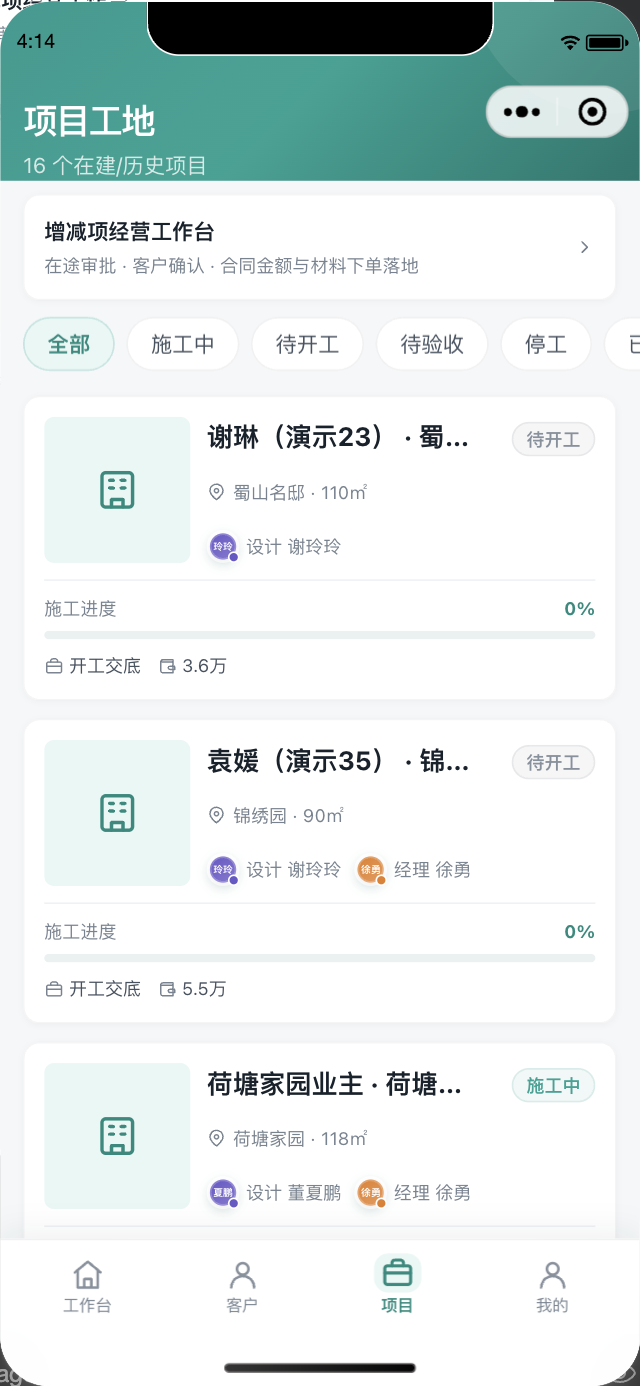 4:14
项目工地
16 个在建/历史项目
增减项经营工作台
在途审批 · 客户确认 · 合同金额与材料下单落地
全部 施工中 待开工 待验收 停工
谢琳（演示23） · 蜀... 待开工
蜀山名邸 · 110㎡
玲玲 设计 谢玲玲
施工进度 0%
开工交底 3.6万
袁媛（演示35） · 锦... 待开工
锦绣园 · 90㎡
玲玲 设计 谢玲玲 徐勇 经理 徐勇
施工进度 0%
开工交底 5.5万
荷塘家园业主 · 荷塘... 施工中
荷塘家园 · 118㎡
夏鹏 设计 董夏鹏 徐勇 经理 徐勇
工作台 客户 项目 我的